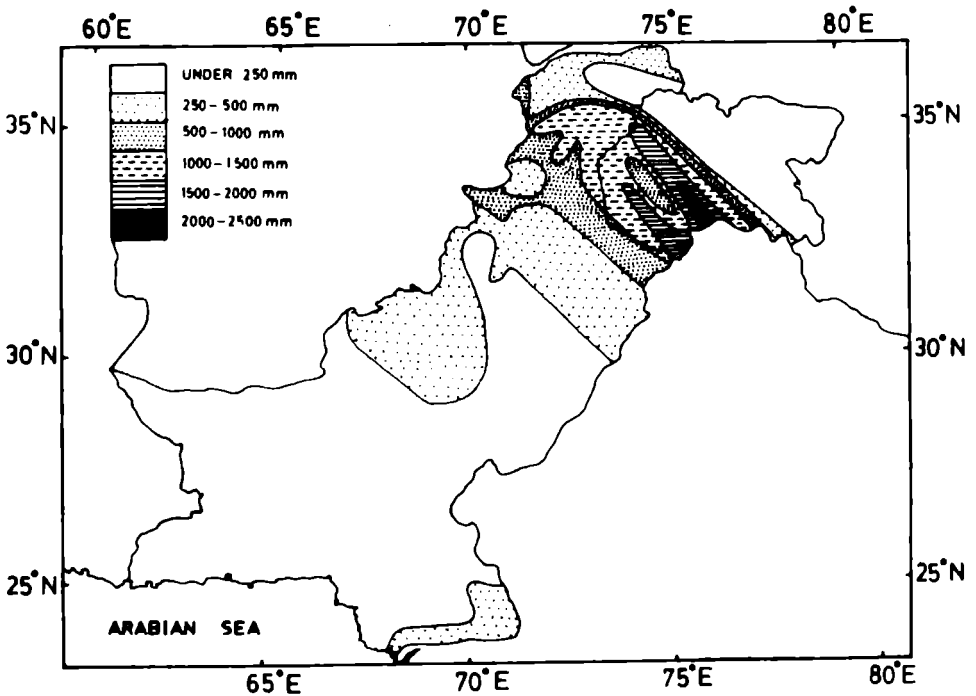 60°E 65°E 70°E 75°E 80°E
UNDER 250 mm
250-500 mm
500-1000 mm
1000-1500 mm
1500-2000 mm
2000-2500 mm
35°N 35°N
30°N 30°N
25°N 25°N
ARABIAN SEA
65°E 70°E 75°E 80°E